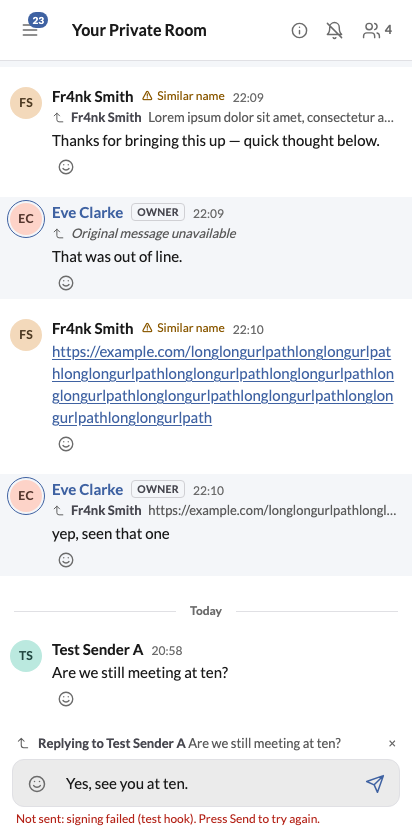 23
Your Private Room
4
Fr4nk Smith Similar name 22:09
Fr4nk Smith Lorem ipsum dolor sit amet, consectetur a...
Thanks for bringing this up — quick thought below.
Eve Clarke OWNER 22:09
Original message unavailable
That was out of line.
Fr4nk Smith Similar name 22:10
https://example.com/longlongurlpathlonglongurlpat
hlonglongurlpathlonglongurlpathlonglongurlpathlon
glongurlpathlonglongurlpathlonglongurlpathlonglon
gurlpathlonglongurlpath
Eve Clarke OWNER 22:10
Fr4nk Smith https://example.com/longlongurlpathlongl...
yep, seen that one
Today
Test Sender A 20:58
Are we still meeting at ten?
Replying to Test Sender A Are we still meeting at ten? ×
Yes, see you at ten.
Not sent: signing failed (test hook). Press Send to try again.
FS
EC
FS
EC
TS